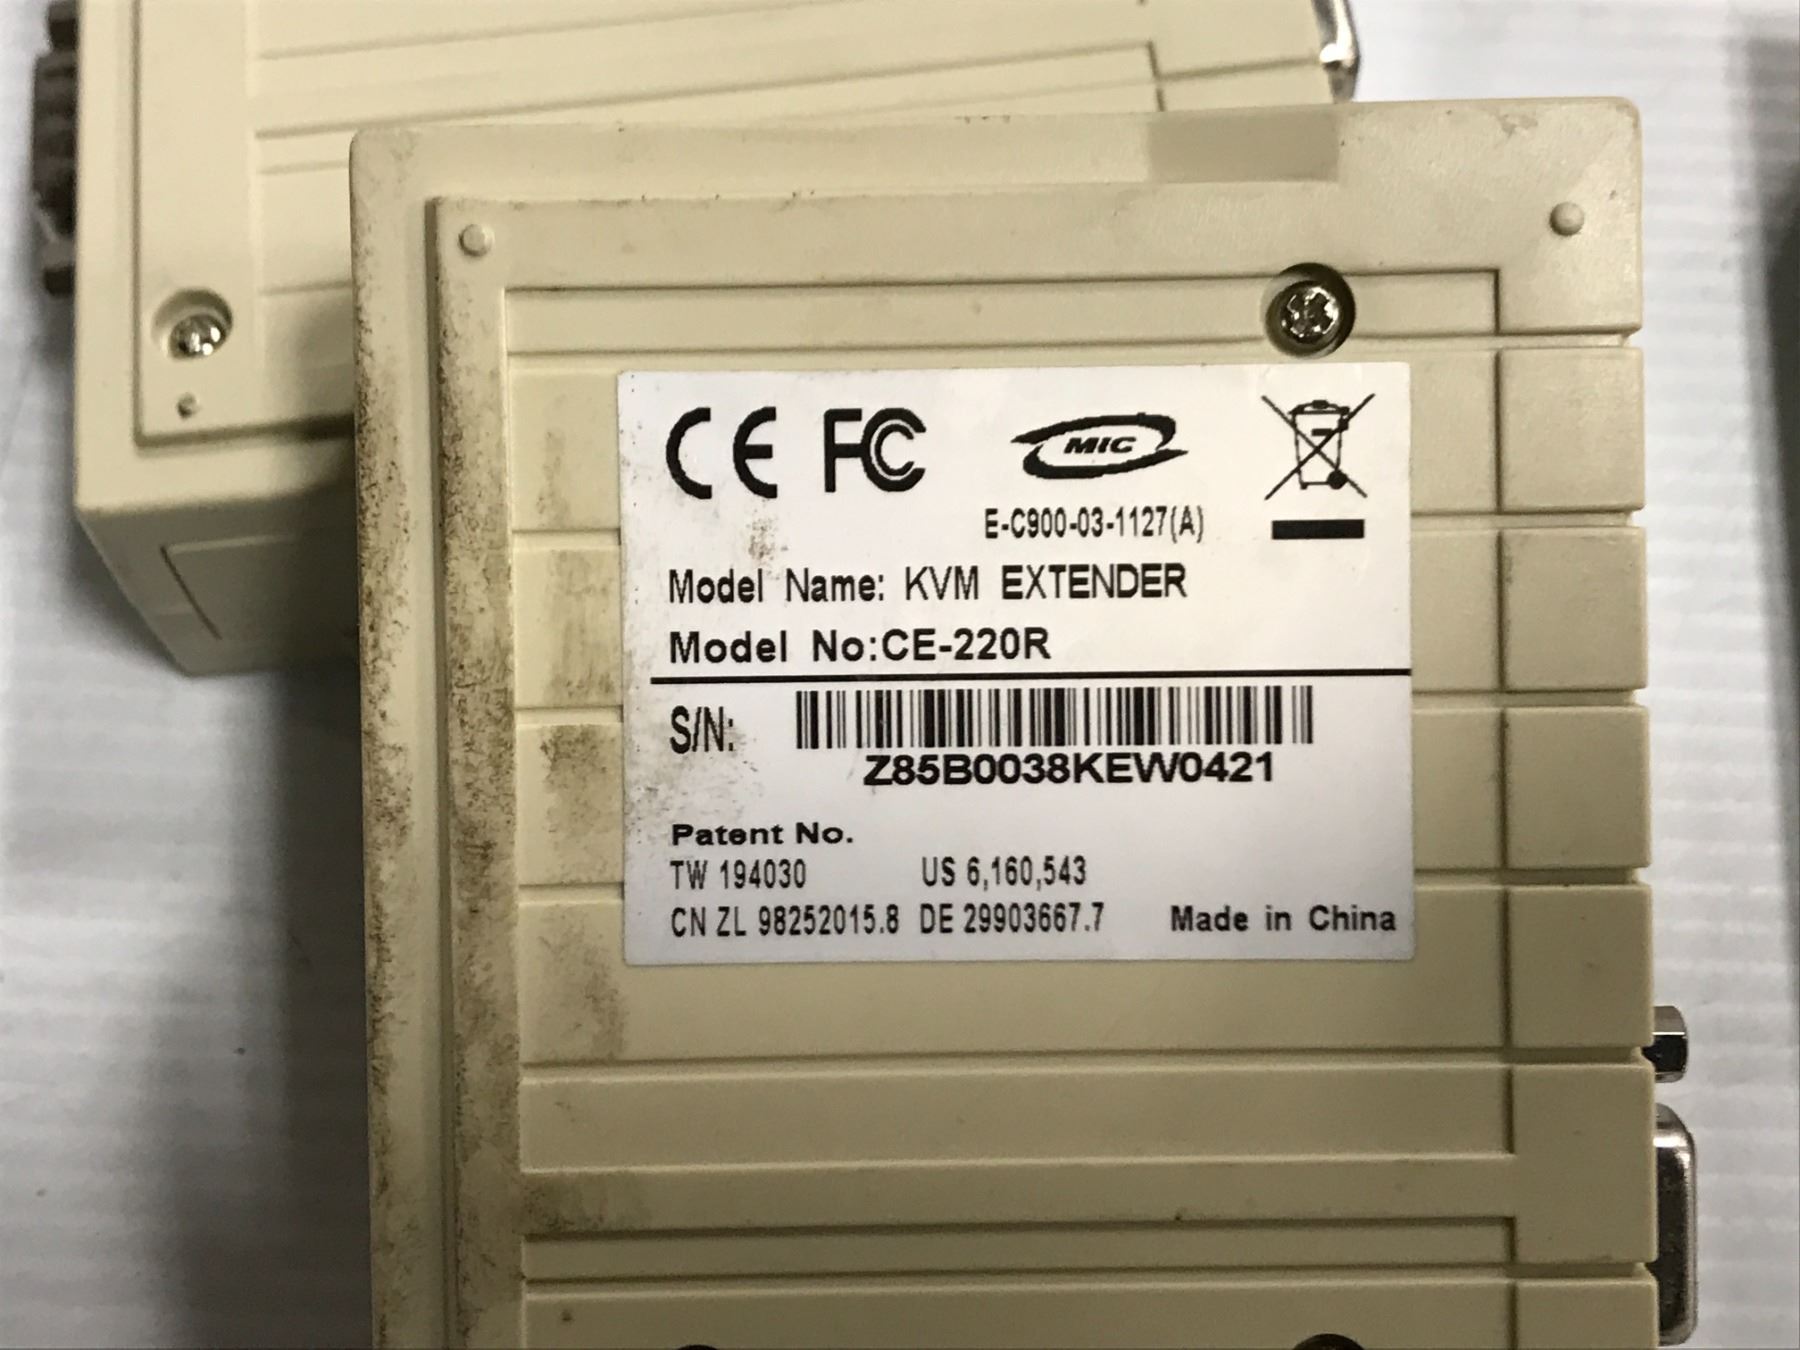 CE FC MIC
E-C900-03-1127(A)
Model Name: KVM EXTENDER
Model No:CE-220R
S/N:
Z85B0038KEW0421
Patent No.
TW 194030 US 6,160,543
CN ZL 98252015.8 DE 29903667.7 Made in China